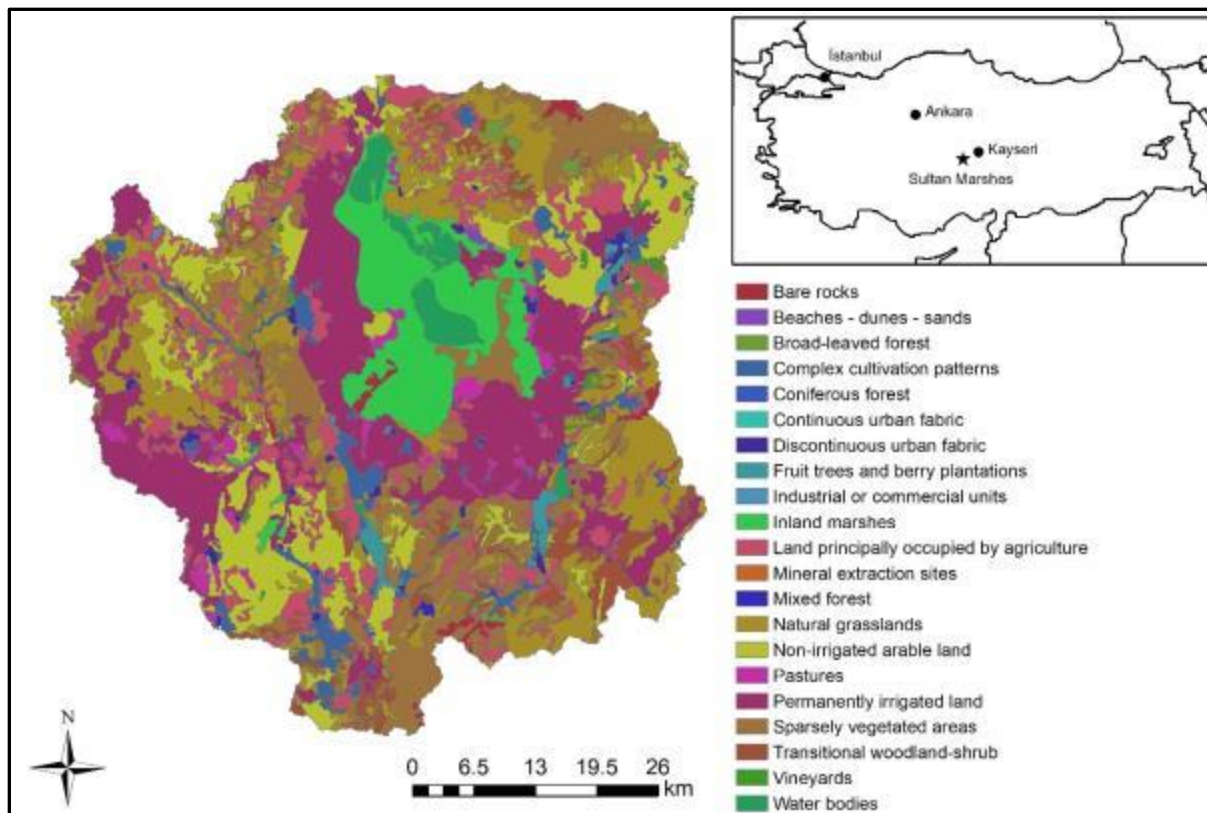 İstanbul
Ankara
Kayseri
Sultan Marshes
Bare rocks
Beaches - dunes - sands
Broad-leaved forest
Complex cultivation patterns
Coniferous forest
Continuous urban fabric
Discontinuous urban fabric
Fruit trees and berry plantations
Industrial or commercial units
Inland marshes
Land principally occupied by agriculture
Mineral extraction sites
Mixed forest
Natural grasslands
Non-irrigated arable land
Pastures
Permanently irrigated land
Sparsely vegetated areas
Transitional woodland-shrub
Vineyards
Water bodies
N
0 6.5 13 19.5 26
km